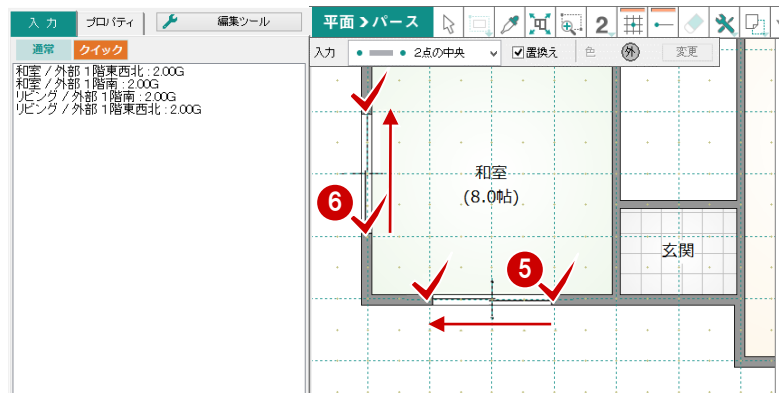 入 力
プロパティ
編集ツール
平面 > パース
2
通常
クイック
入力
2点の中央
置換え
色
外
変更
和室 / 外部 1階東西北 : 2.00G
和室 / 外部 1階南 : 2.00G
リビング / 外部 1階南 : 2.00G
リビング / 外部 1階東西北 : 2.00G
和室
(8.0帖)
6
玄関
5